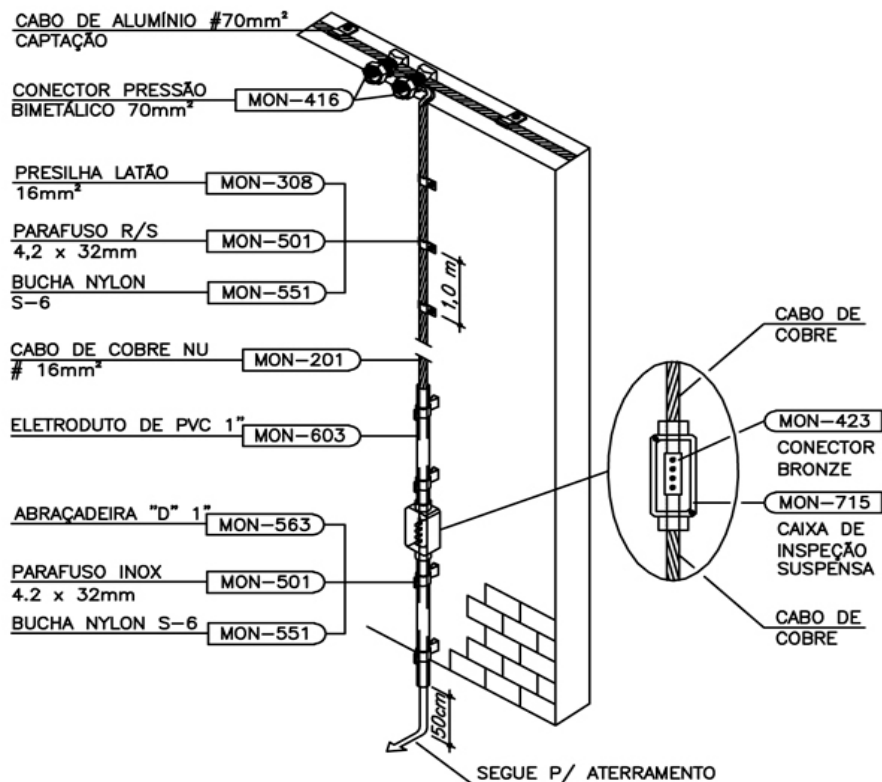 CABO DE ALUMÍNIO #70mm²
CAPTAÇÃO
CONECTOR PRESSÃO
BIMETÁLICO 70mm²
MON-416
PRESILHA LATÃO
16mm²
MON-308
PARAFUSO R/S
4,2 x 32mm
MON-501
BUCHA NYLON
S-6
MON-551
1,0 m
CABO DE COBRE NU
# 16mm²
MON-201
ELETRODUTO DE PVC 1"
MON-603
ABRAÇADEIRA "D" 1"
MON-563
PARAFUSO INOX
4.2 x 32mm
MON-501
BUCHA NYLON S-6
MON-551
50cm
SEGUE P/ ATERRAMENTO
CABO DE
COBRE
MON-423
CONECTOR
BRONZE
MON-715
CAIXA DE
INSPEÇÃO
SUSPENSA
CABO DE
COBRE